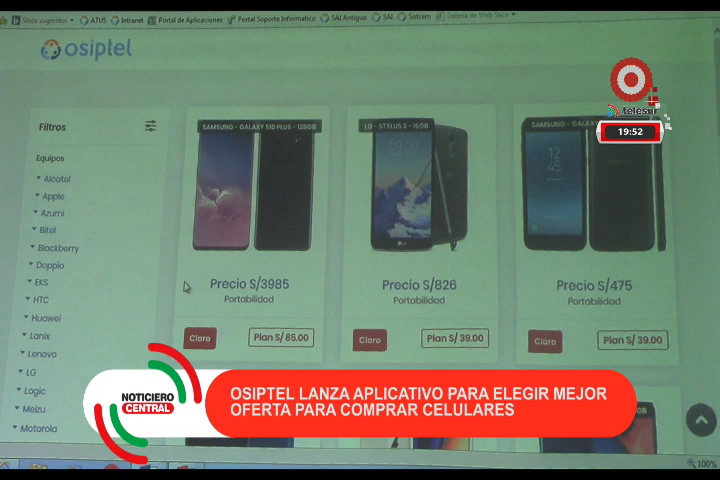 Sitios sugeridos ATUS Intranet Portal de Aplicaciones Portal Soporte Informatico SAI Antiguo SAI Sistram Galería de Web Slice
osiptel
telesur
19:52
Filtros
Equipos
Alcatel
Apple
Azumi
Bitel
Blackberry
Doppio
EKS
HTC
Huawei
Lanix
Lenovo
LG
Logic
Meizu
Motorola
SAMSUNG - GALAXY S10 PLUS - 128GB
Precio S/3985
Portabilidad
Claro Plan S/ 85.00
LG - STYLUS 3 - 16GB
Precio S/826
Portabilidad
Claro Plan S/ 39.00
SAMSUNG - GALAX
Precio S/475
Portabilidad
Claro Plan S/ 39.00
NOTICIERO
CENTRAL
OSIPTEL LANZA APLICATIVO PARA ELEGIR MEJOR
OFERTA PARA COMPRAR CELULARES
100%